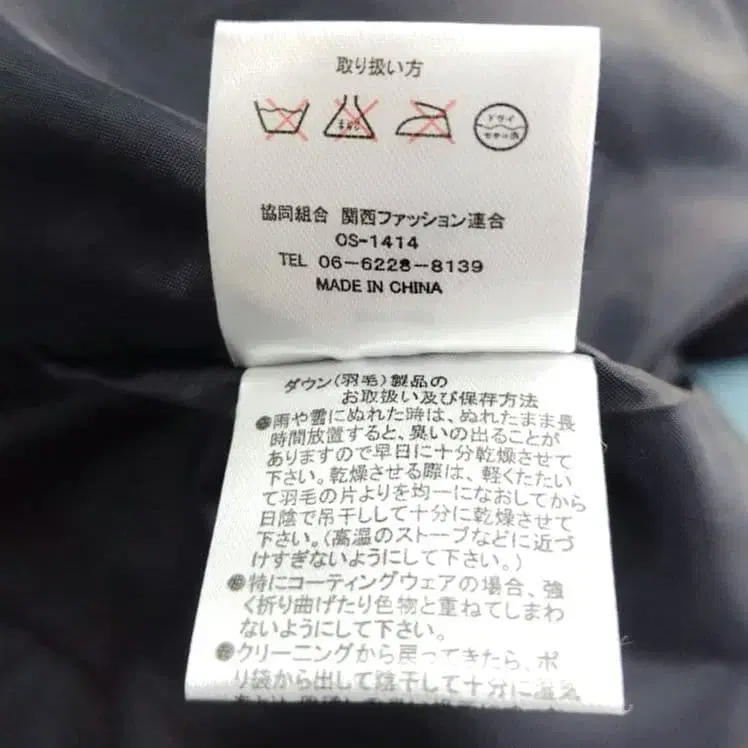 取り扱い方
エンソ
ドライ
セキユ系
協同組合 関西ファッション連合
OS-1414
TEL 06-6228-8139
MADE IN CHINA
ダウン(羽毛)製品の
お取扱い及び保存方法
雨や雪にぬれた時は、ぬれたまま長
時間放置すると、臭いの出ることが
ありますので早目に十分乾燥させて
下さい。乾燥させる際は、軽くたたい
て羽毛の片よりを均一になおしてから
日陰で吊干しして十分に乾燥させて
下さい。(高温のストーブなどに近づ
けすぎないようにして下さい。)
特にコーティングウェアの場合、強
く折り曲げたり色物と重ねてしまわ
ないようにして下さい。
クリーニングから戻ってきたら、ポ
リ袋から出して陰干して十分に湿気